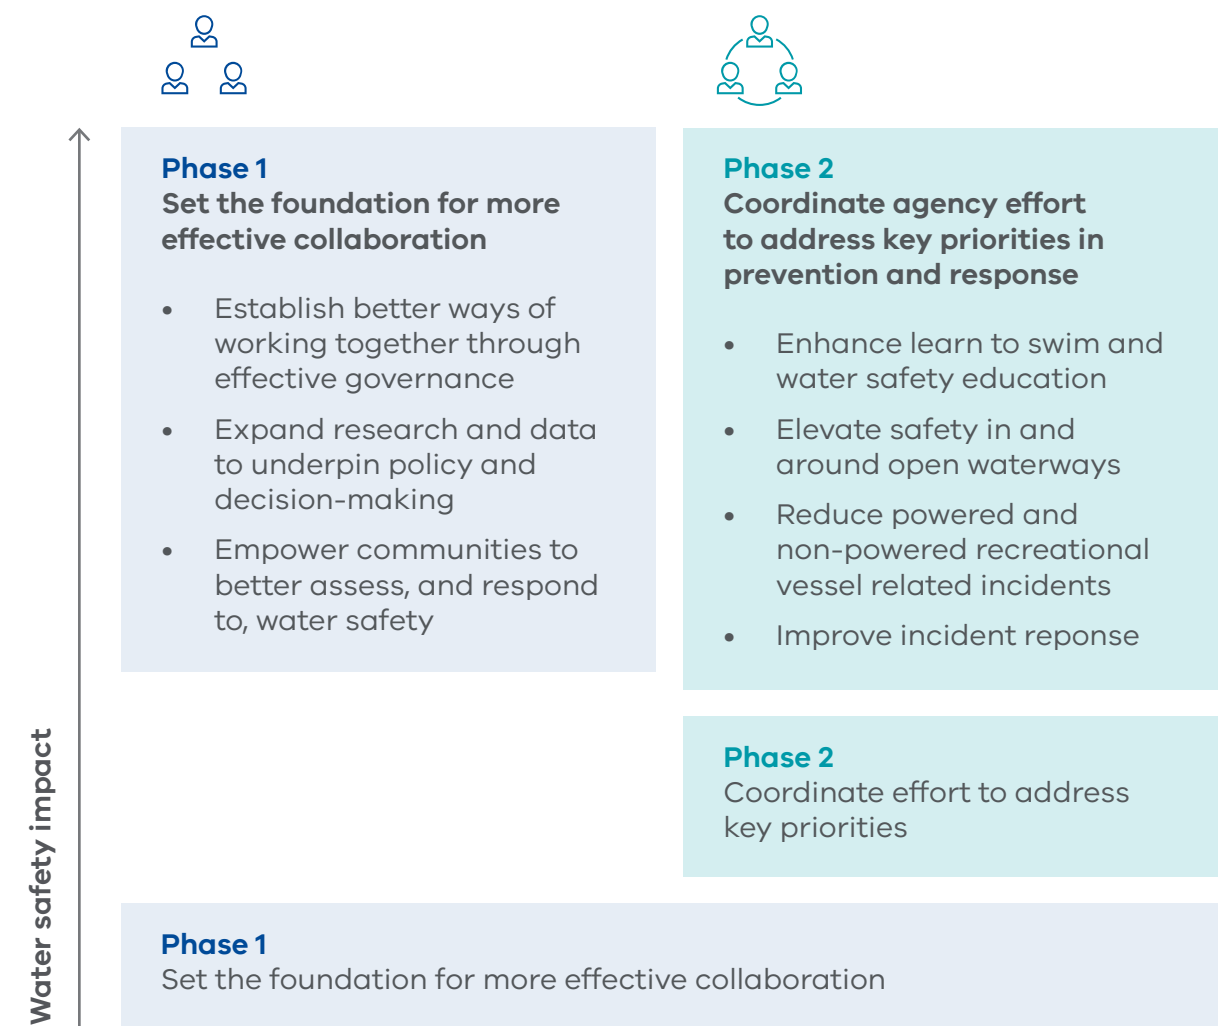 Phase 1
Set the foundation for more
effective collaboration
• Establish better ways of
working together through
effective governance
• Expand research and data
to underpin policy and
decision-making
• Empower communities to
better assess, and respond
to, water safety
Phase 2
Coordinate agency effort
to address key priorities in
prevention and response
• Enhance learn to swim and
water safety education
• Elevate safety in and
around open waterways
• Reduce powered and
non-powered recreational
vessel related incidents
• Improve incident reponse
Phase 2
Coordinate effort to address
key priorities
Phase 1
Set the foundation for more effective collaboration
Water safety impact